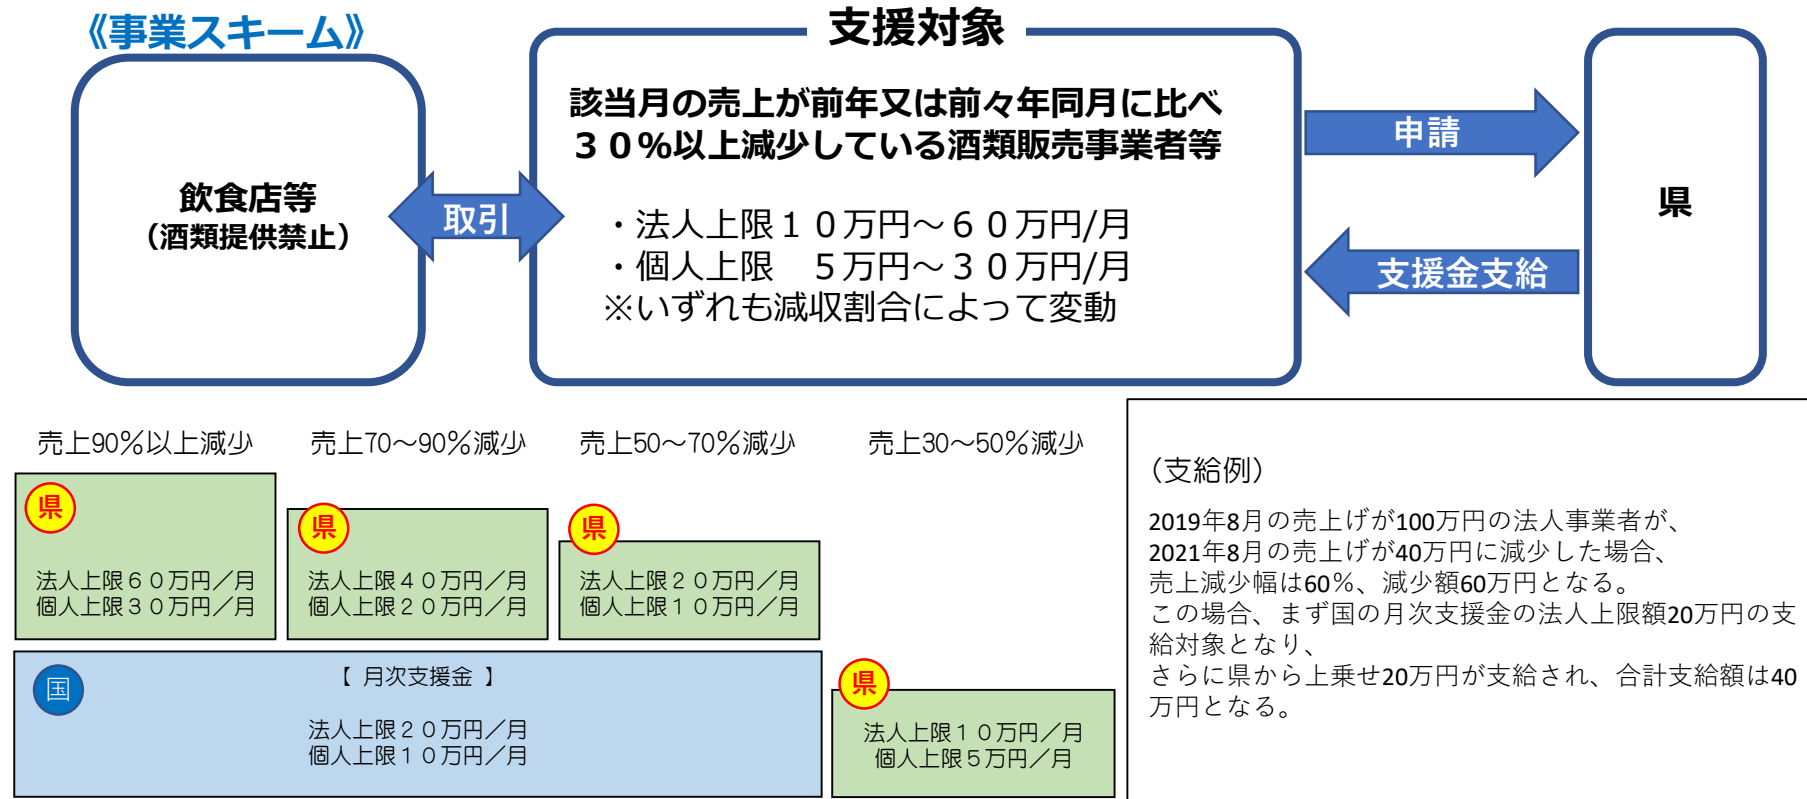 《事業スキーム》
支援対象
飲食店等
（酒類提供禁止）
取引
該当月の売上が前年又は前々年同月に比べ
３０％以上減少している酒類販売事業者等
・法人上限１０万円～６０万円/月
・個人上限　５万円～３０万円/月
※いずれも減収割合によって変動
申請
支援金支給
県
売上90％以上減少
売上70～90％減少
売上50～70％減少
売上30～50％減少
県
法人上限６０万円／月
個人上限３０万円／月
県
法人上限４０万円／月
個人上限２０万円／月
県
法人上限２０万円／月
個人上限１０万円／月
国
【 月次支援金 】
法人上限２０万円／月
個人上限１０万円／月
県
法人上限１０万円／月
個人上限５万円／月
（支給例）
2019年8月の売上げが100万円の法人事業者が、
2021年8月の売上げが40万円に減少した場合、
売上減少幅は60％、減少額60万円となる。
この場合、まず国の月次支援金の法人上限額20万円の支
給対象となり、
さらに県から上乗せ20万円が支給され、合計支給額は40
万円となる。